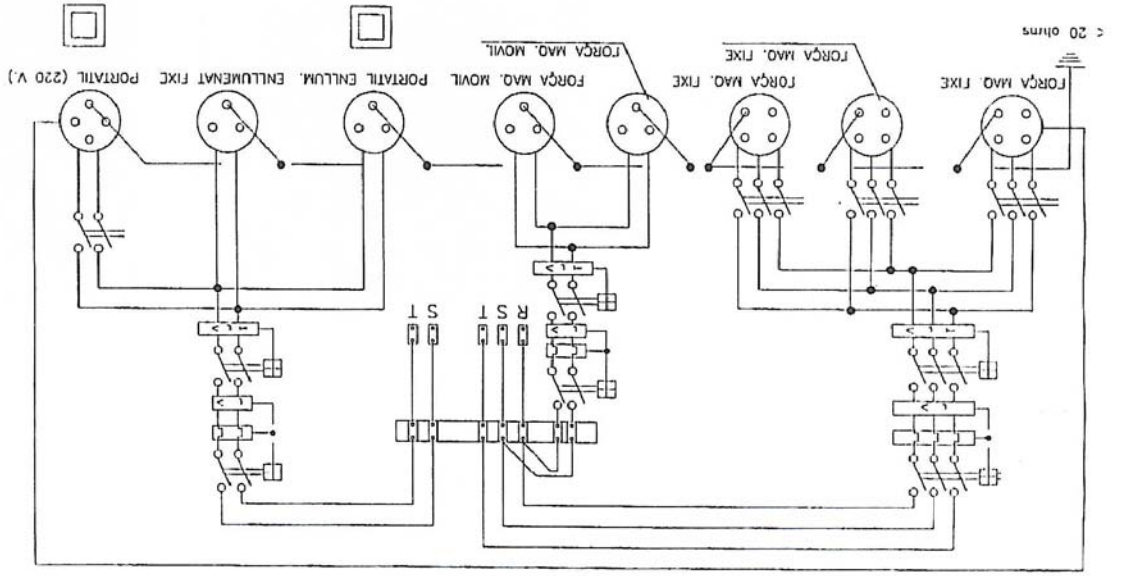 R S T S T
FORÇA MAQ. FIXE
FORÇA MAQ. FIXE
FORÇA MAQ. FIXE
FORÇA MAQ. MOVIL
FORÇA MAQ. MOVIL
PORTATIL ENLLUM.
ENLLUMENAT FIXE
PORTATIL (220 V.)
< 20 ohms